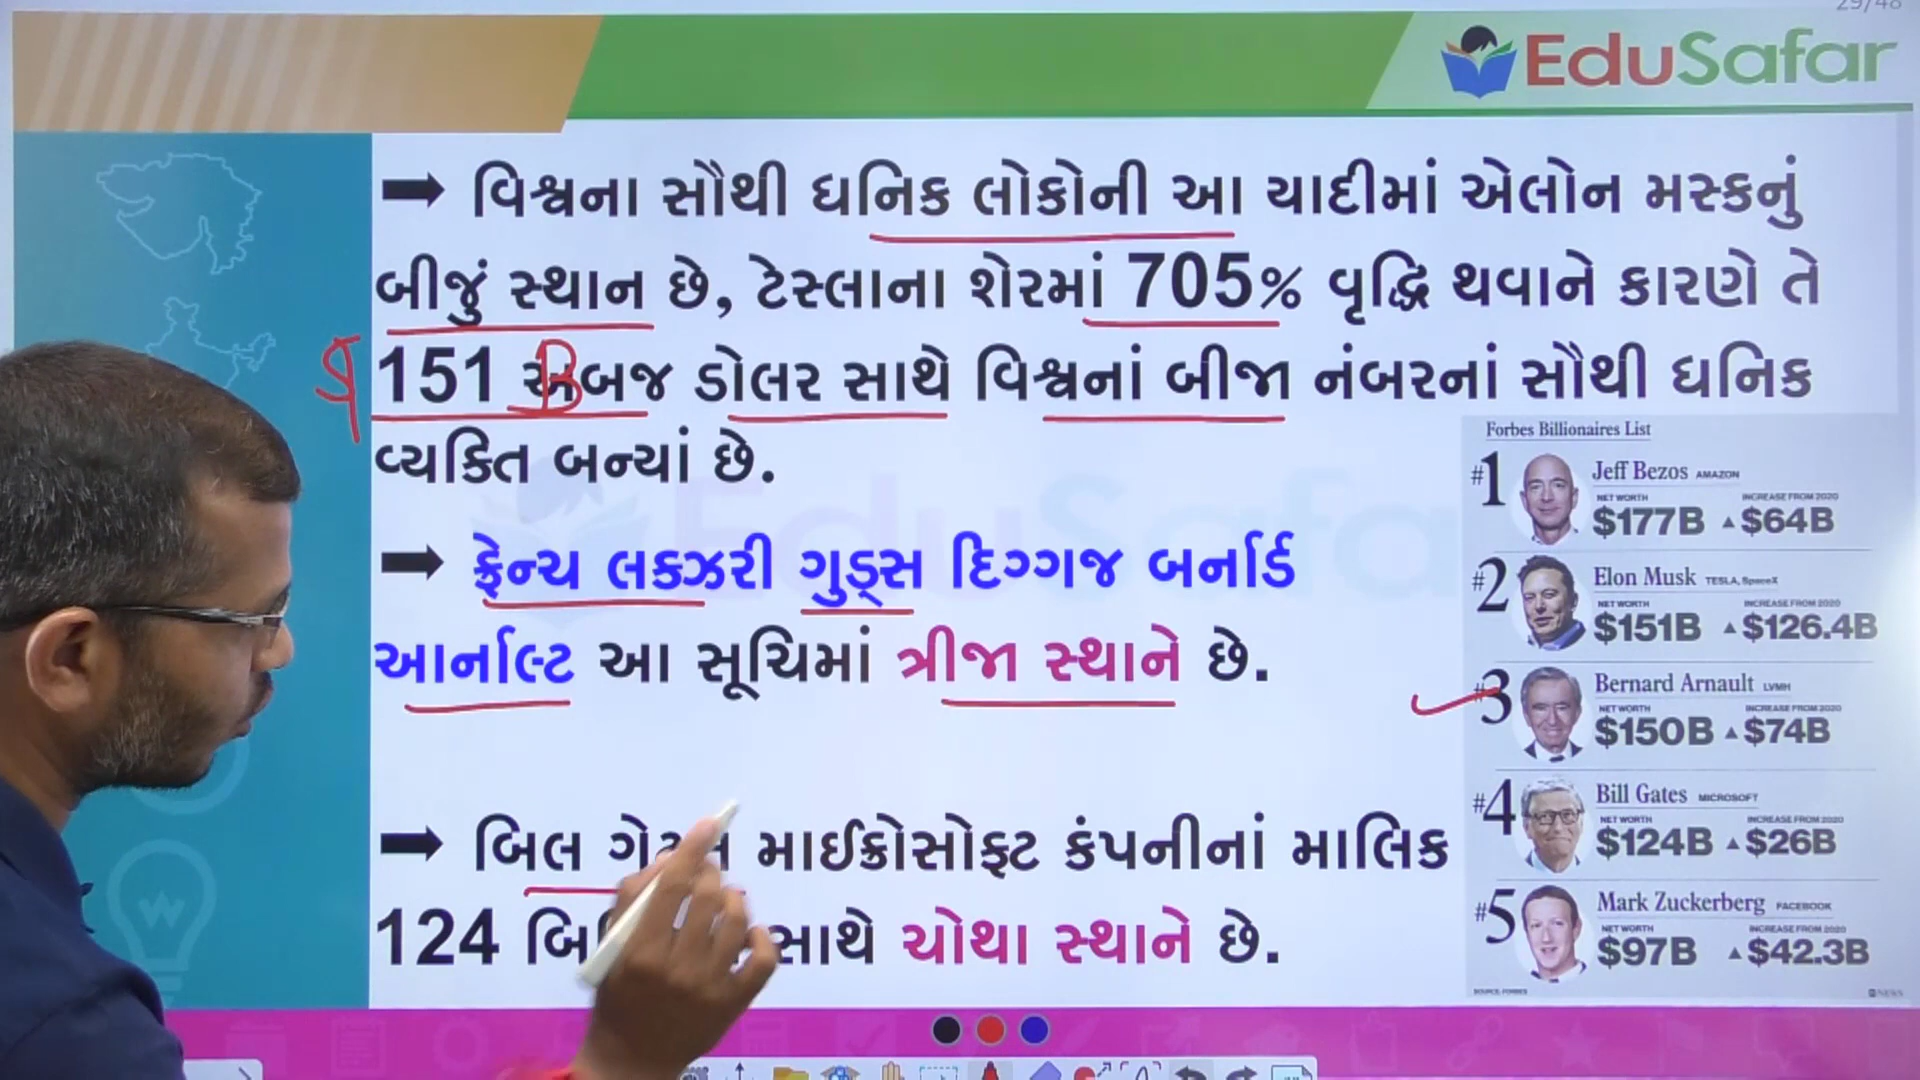 29/48
EduSafar
➡ વિશ્વના સૌથી ધનિક લોકોની આ યાદીમાં એલોન મસ્કનું
બીજું સ્થાન છે, ટેસ્લાના શેરમાં 705% વૃદ્ધિ થવાને કારણે તે
$ 151 અબજ ડોલર સાથે વિશ્વનાં બીજા નંબરનાં સૌથી ધનિક
B
વ્યક્તિ બન્યાં છે.
➡ ફ્રેન્ચ લક્ઝરી ગુડ્સ દિગ્ગજ બર્નાર્ડ
આર્નાલ્ટ આ સૂચિમાં ત્રીજા સ્થાને છે.
➡ બિલ માઈક્રોસોફ્ટ કંપનીનાં માલિક
124 સાથે ચોથા સ્થાને છે.
EduSafar
Forbes Billionaires List
#1 Jeff Bezos AMAZON
NET WORTH INCREASE FROM 2020
$177B ▲$64B
#2 Elon Musk TESLA, SpaceX
NET WORTH INCREASE FROM 2020
$151B ▲$126.4B
#3 Bernard Arnault LVMH
NET WORTH INCREASE FROM 2020
$150B ▲$74B
#4 Bill Gates MICROSOFT
NET WORTH INCREASE FROM 2020
$124B ▲$26B
#5 Mark Zuckerberg FACEBOOK
NET WORTH INCREASE FROM 2020
$97B ▲$42.3B
SOURCE: FORBES
NEWS